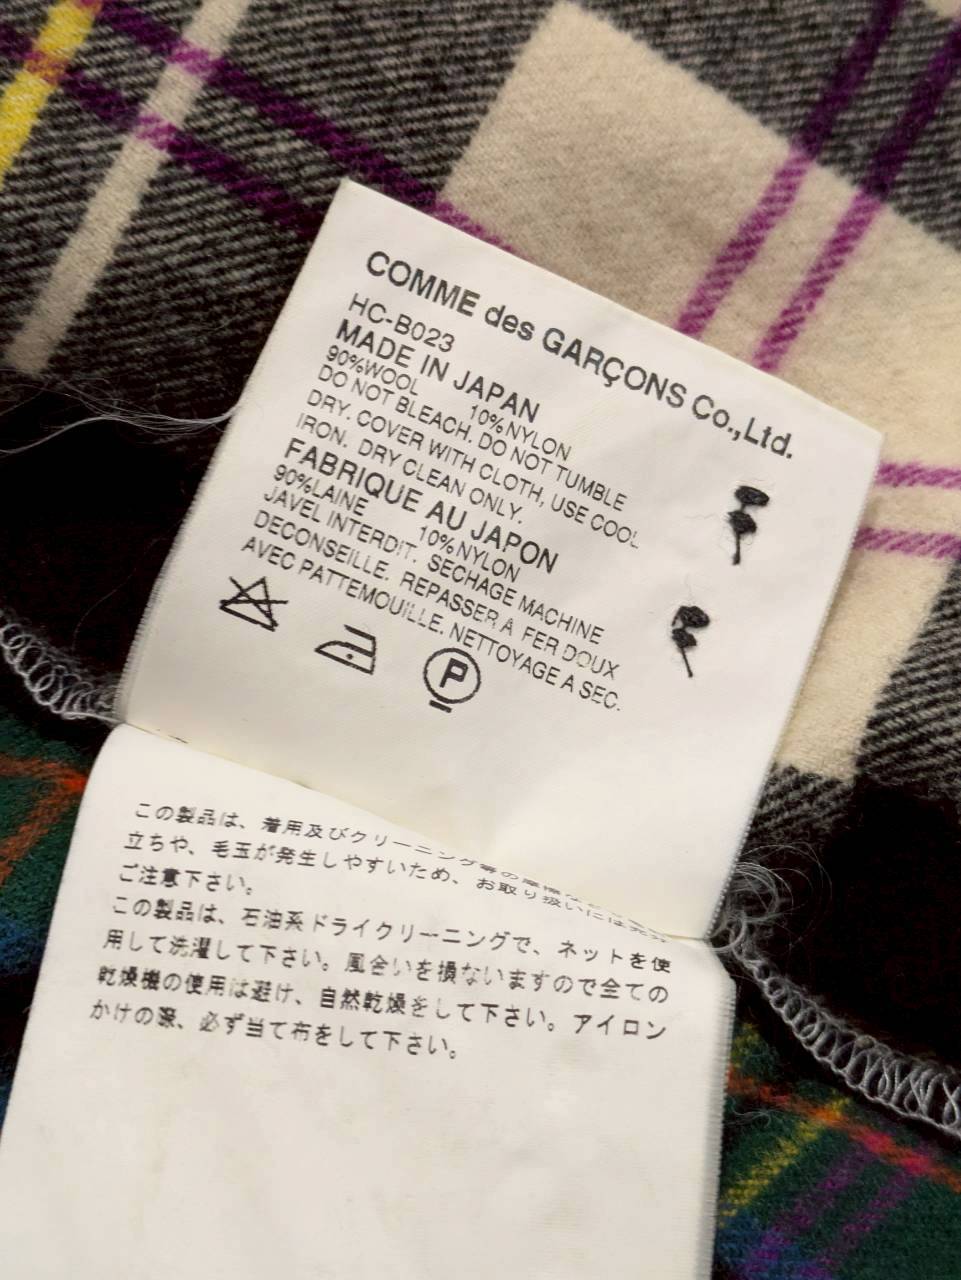 COMME des GARÇONS Co.,Ltd.
HC-B023
MADE IN JAPAN
90%WOOL 10%NYLON
DO NOT BLEACH. DO NOT TUMBLE
DRY. COVER WITH CLOTH, USE COOL
IRON. DRY CLEAN ONLY.
FABRIQUE AU JAPON
90%LAINE 10%NYLON
JAVEL INTERDIT. SECHAGE MACHINE
DECONSEILLE. REPASSER A FER DOUX
AVEC PATTEMOUILLE. NETTOYAGE A SEC.
P
この製品は、着用及びクリーニング等の摩擦
立ちや、毛玉が発生しやすいため、お取り扱いには充分
ご注意下さい。
この製品は、石油系ドライクリーニングで、ネットを使
用して洗濯して下さい。風合いを損ないますので全ての
乾燥機の使用は避け、自然乾燥をして下さい。アイロン
かけの際、必ず当て布をして下さい。